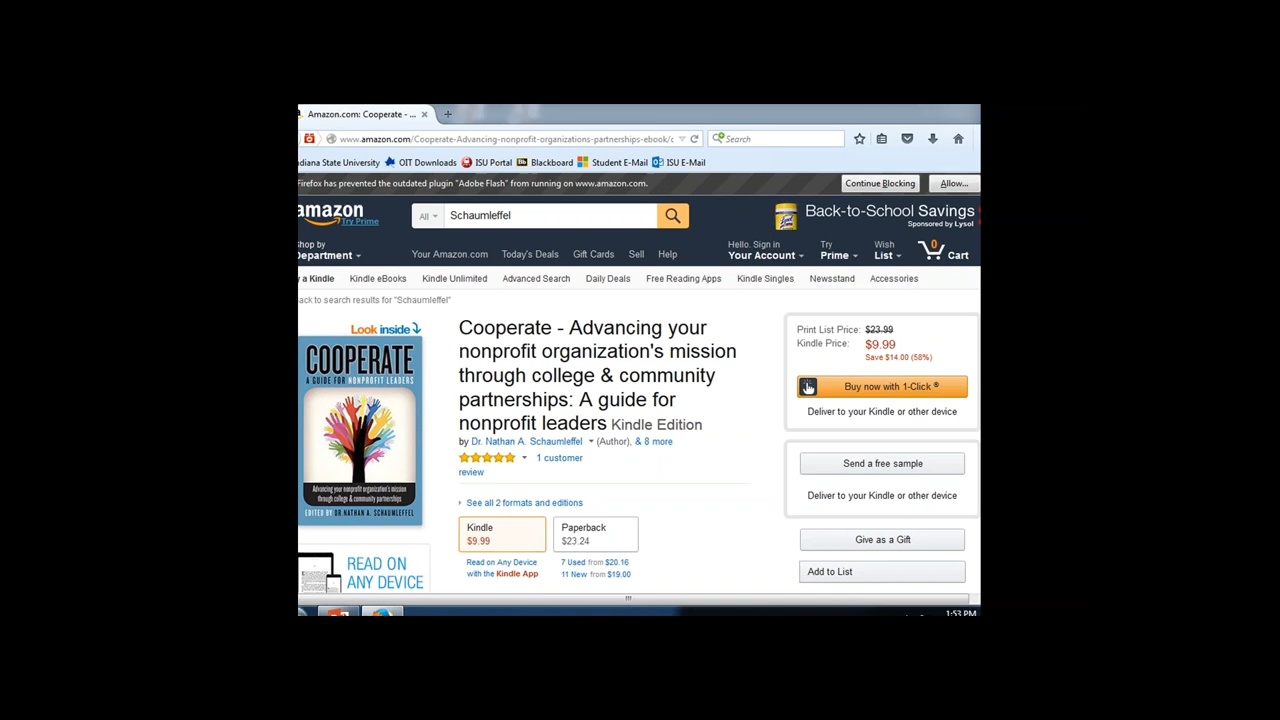 Amazon.com: Cooperate - ...
www.amazon.com/Cooperate-Advancing-nonprofit-organizations-partnerships-ebook/c
Search
ndiana State University OIT Downloads ISU Portal Blackboard Student E-Mail ISU E-Mail
Firefox has prevented the outdated plugin "Adobe Flash" from running on www.amazon.com.
Continue Blocking
Allow...
amazon
Try Prime
All
Schaumleffel
Back-to-School Savings
Sponsored by Lysol
Shop by
Department
Your Amazon.com Today's Deals Gift Cards Sell Help
Hello. Sign in
Your Account
Try
Prime
Wish
List
0
Cart
y a Kindle Kindle eBooks Kindle Unlimited Advanced Search Daily Deals Free Reading Apps Kindle Singles Newsstand Accessories
ack to search results for "Schaumleffel"
Look inside
COOPERATE
A GUIDE FOR NONPROFIT LEADERS
Advancing your nonprofit organization's mission
through college & community partnerships
EDITED BY DR. NATHAN A. SCHAUMLEFFEL
READ ON
ANY DEVICE
Cooperate - Advancing your
nonprofit organization's mission
through college & community
partnerships: A guide for
nonprofit leaders Kindle Edition
by Dr. Nathan A. Schaumleffel (Author), & 8 more
1 customer
review
See all 2 formats and editions
Kindle
$9.99
Paperback
$23.24
Read on Any Device
with the Kindle App
7 Used from $20.16
11 New from $19.00
Print List Price: $23.99
Kindle Price: $9.99
Save $14.00 (58%)
Buy now with 1-Click ®
Deliver to your Kindle or other device
Send a free sample
Deliver to your Kindle or other device
Give as a Gift
Add to List
1:53 PM